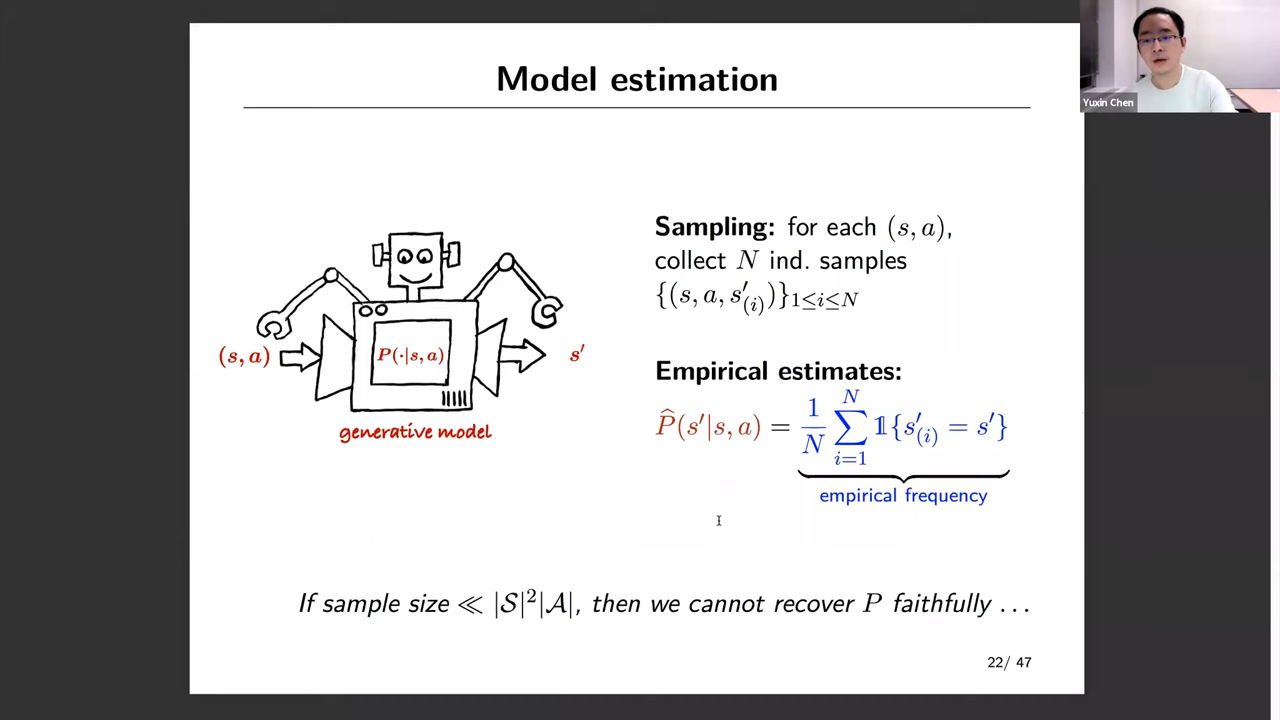 Model estimation
Yuxin Chen
Sampling: for each (s, a),
collect N ind. samples
{(s, a, s′(i))}1≤i≤N
(s, a)
P(·|s, a)
s′
generative model
Empirical estimates:
P̂(s′|s, a) = 1/N ∑_{i=1}^{N} 𝟙{s′(i) = s′}
empirical frequency
If sample size ≪ |𝒮|²|𝒜|, then we cannot recover P faithfully . . .
22/ 47